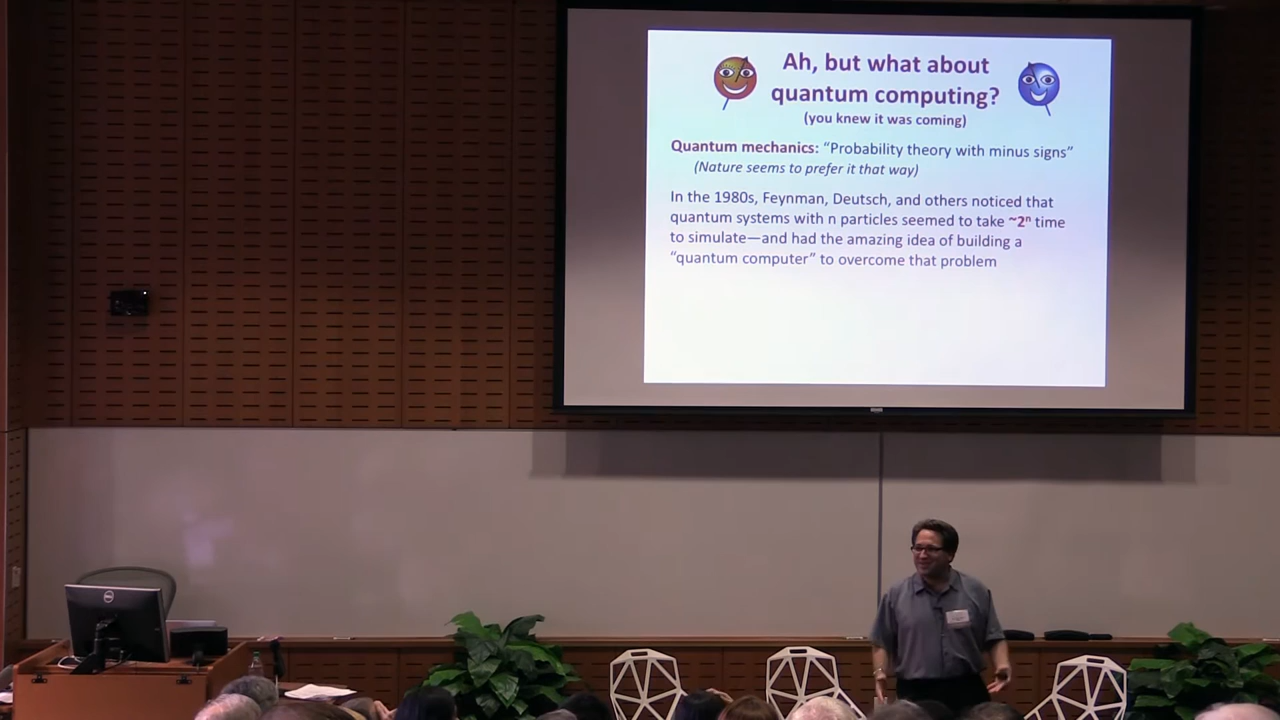 Ah, but what about
quantum computing?
(you knew it was coming)
Quantum mechanics: “Probability theory with minus signs”
(Nature seems to prefer it that way)
In the 1980s, Feynman, Deutsch, and others noticed that
quantum systems with n particles seemed to take ~2ⁿ time
to simulate—and had the amazing idea of building a
“quantum computer” to overcome that problem
DELL